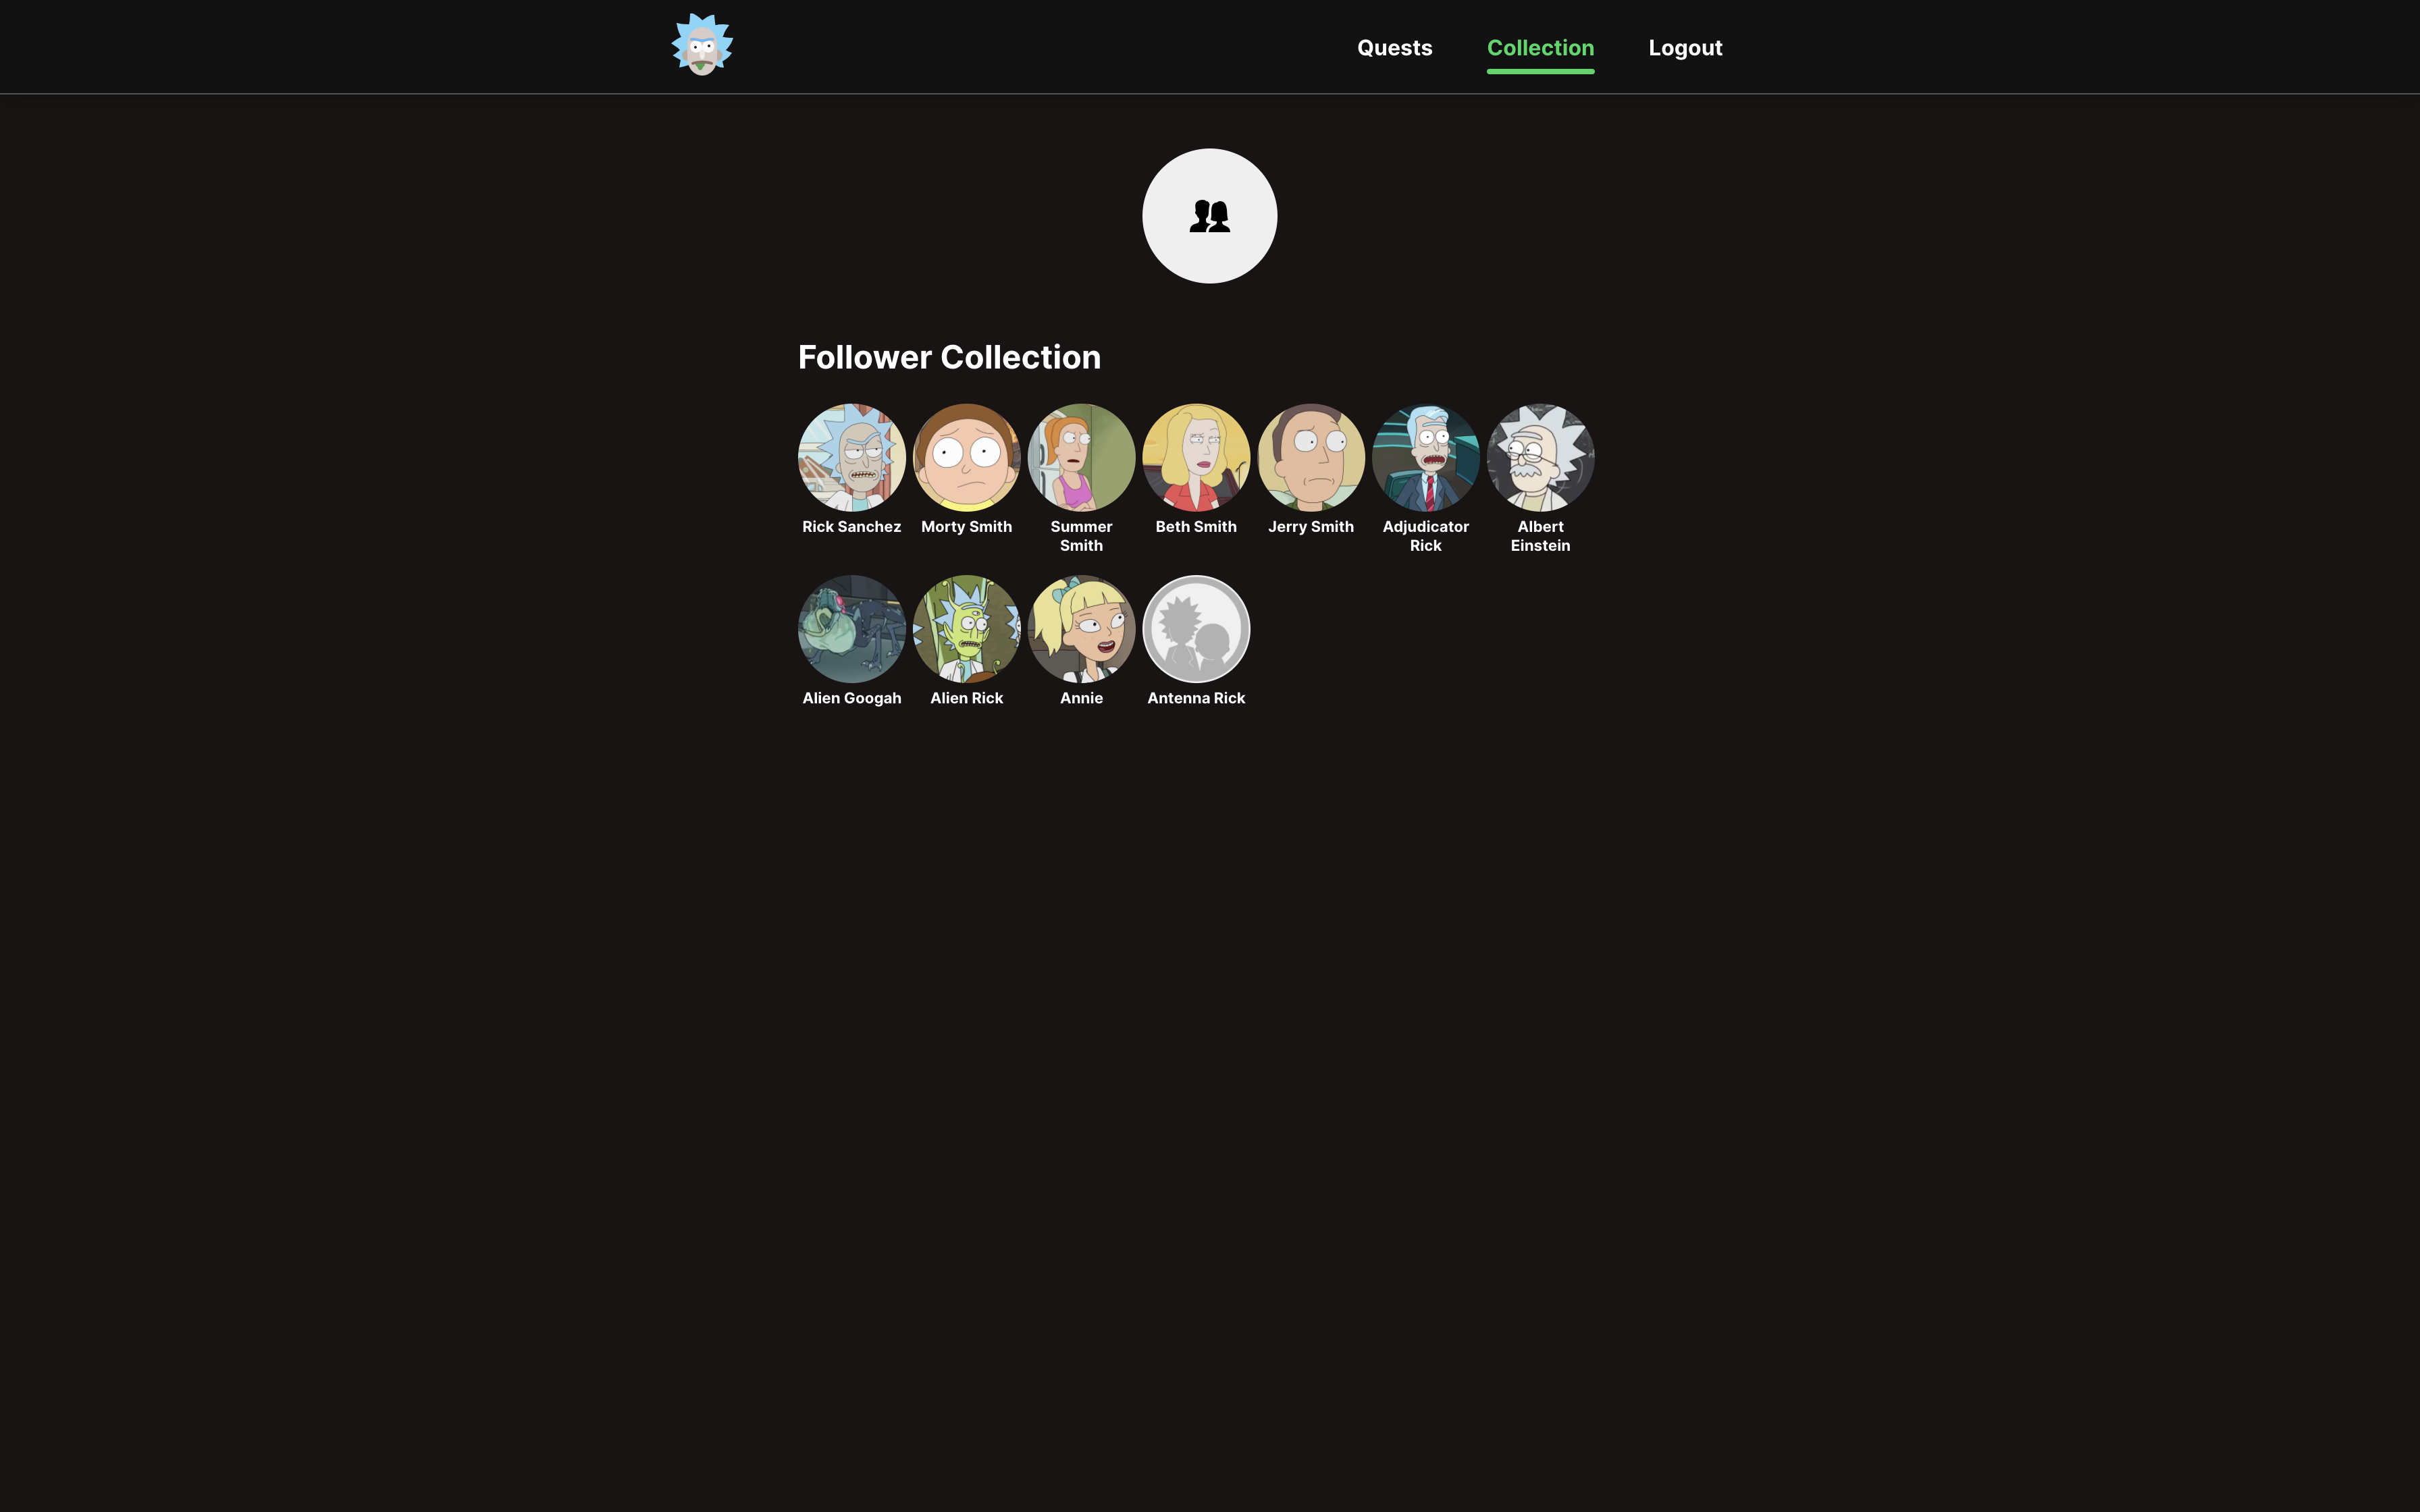 Quests Collection Logout
Follower Collection
Rick Sanchez Morty Smith Summer Smith Beth Smith Jerry Smith Adjudicator Rick Albert Einstein
Alien Googah Alien Rick Annie Antenna Rick